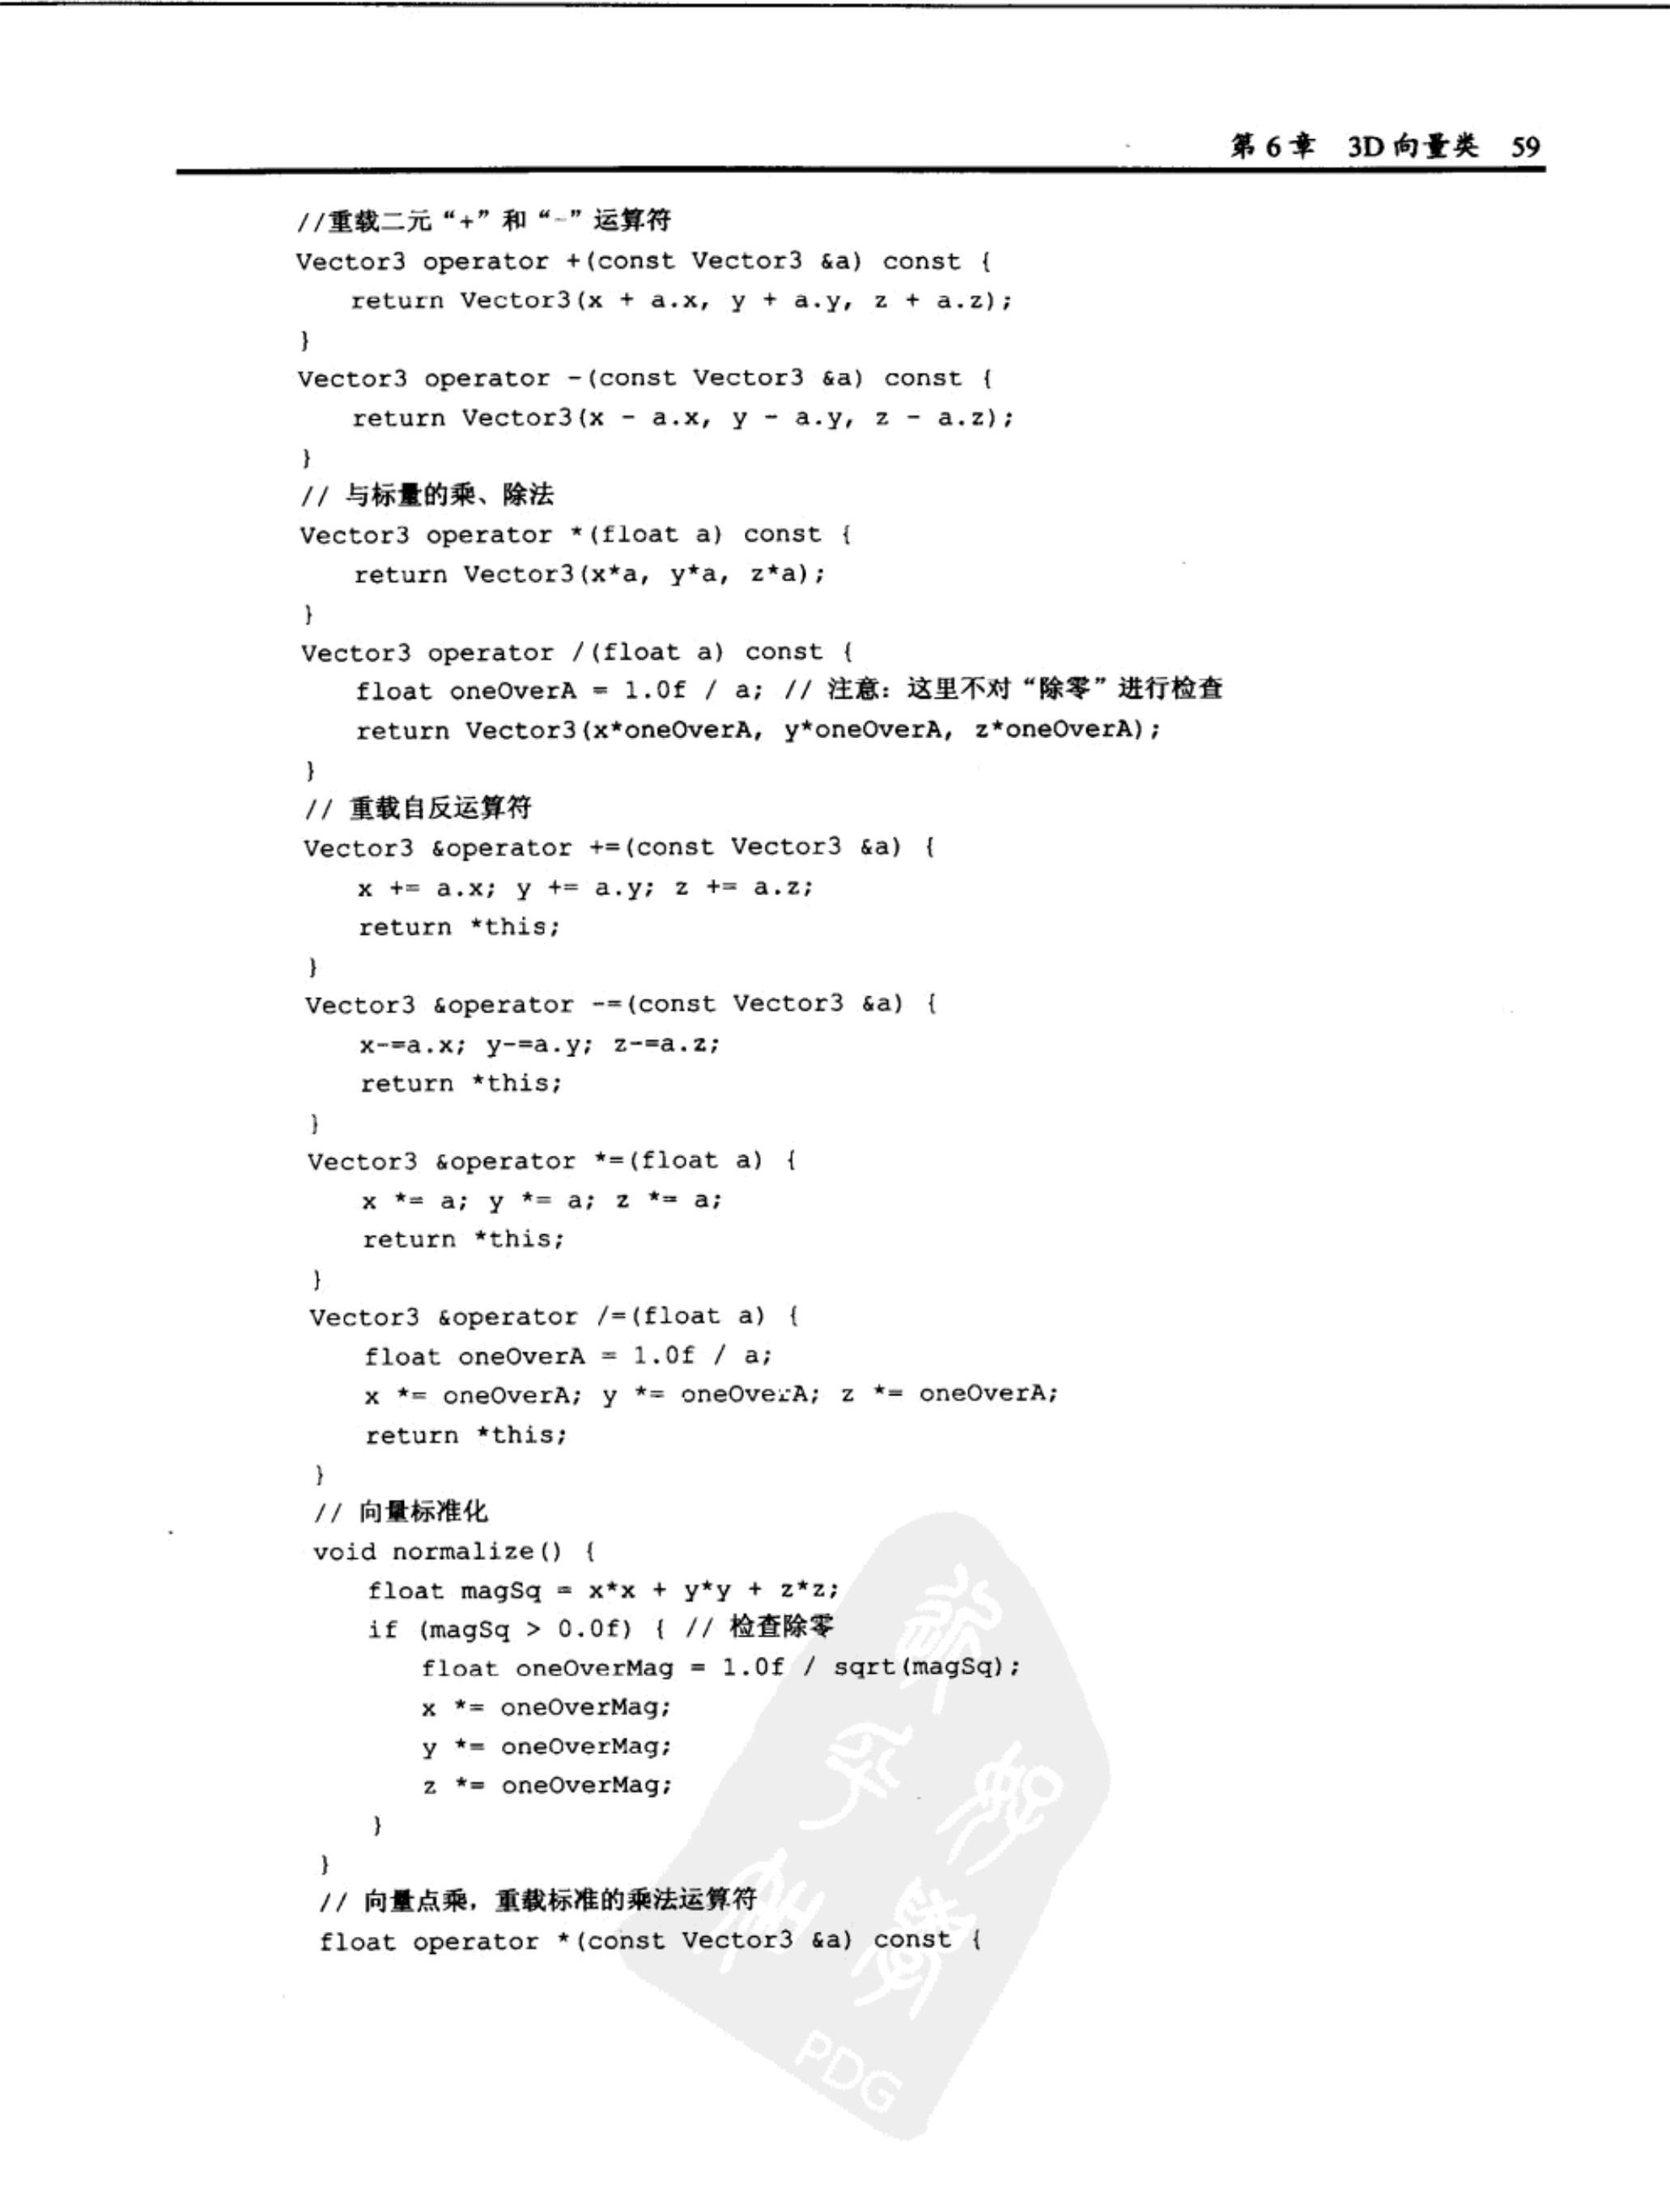 第 6 章 3D 向量类 59
//重载二元“+”和“-”运算符
Vector3 operator +(const Vector3 &a) const {
return Vector3(x + a.x, y + a.y, z + a.z);
}
Vector3 operator -(const Vector3 &a) const {
return Vector3(x - a.x, y - a.y, z - a.z);
}
// 与标量的乘、除法
Vector3 operator *(float a) const {
return Vector3(x*a, y*a, z*a);
}
Vector3 operator /(float a) const {
float oneOverA = 1.0f / a; // 注意：这里不对“除零”进行检查
return Vector3(x*oneOverA, y*oneOverA, z*oneOverA);
}
// 重载自反运算符
Vector3 &operator +=(const Vector3 &a) {
x += a.x; y += a.y; z += a.z;
return *this;
}
Vector3 &operator -=(const Vector3 &a) {
x-=a.x; y-=a.y; z-=a.z;
return *this;
}
Vector3 &operator *=(float a) {
x *= a; y *= a; z *= a;
return *this;
}
Vector3 &operator /=(float a) {
float oneOverA = 1.0f / a;
x *= oneOverA; y *= oneOverA; z *= oneOverA;
return *this;
}
// 向量标准化
void normalize() {
float magSq = x*x + y*y + z*z;
if (magSq > 0.0f) { // 检查除零
float oneOverMag = 1.0f / sqrt(magSq);
x *= oneOverMag;
y *= oneOverMag;
z *= oneOverMag;
}
}
// 向量点乘，重载标准的乘法运算符
float operator *(const Vector3 &a) const {
PDG